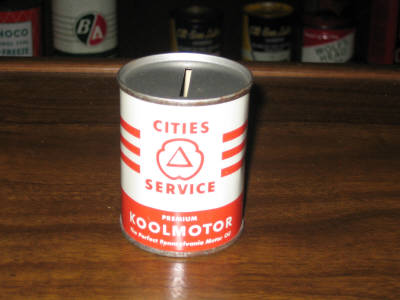 B/A
CITIES
SERVICE
PREMIUM
KOOLMOTOR
The Perfect Pennsylvania Motor Oil